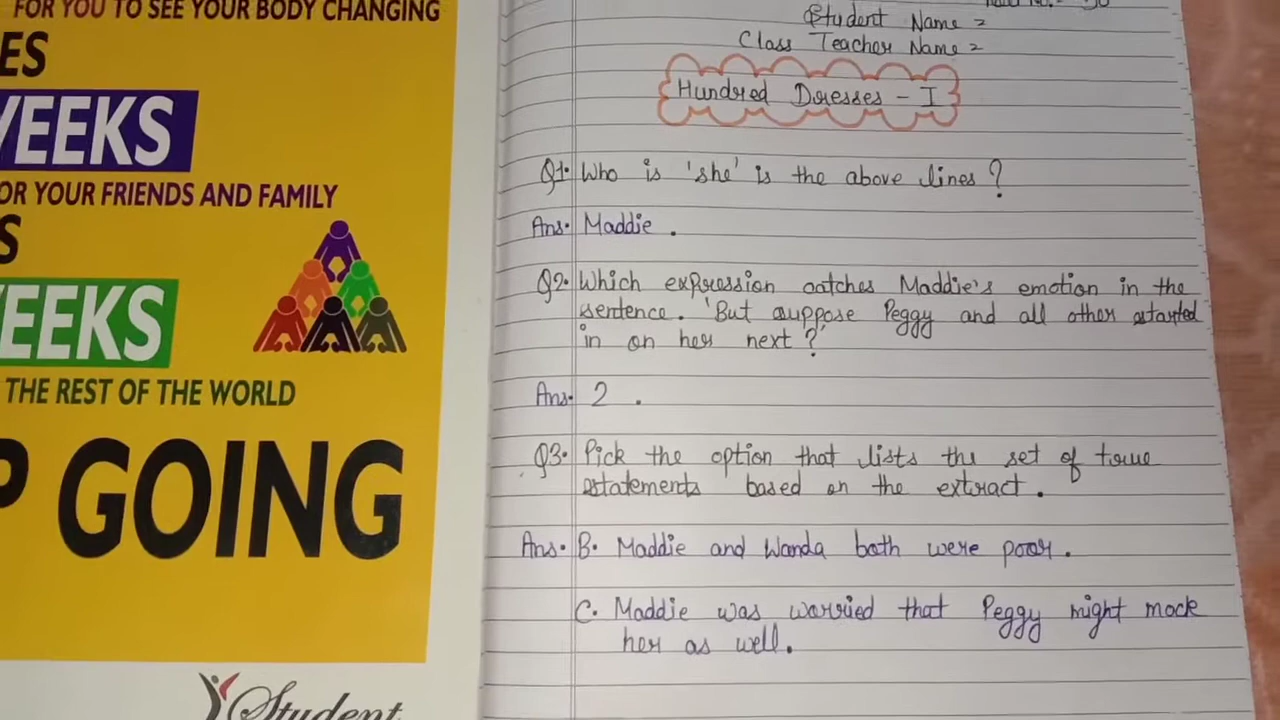 FOR YOU TO SEE YOUR BODY CHANGING
ES
WEEKS
OR YOUR FRIENDS AND FAMILY
S
WEEKS
THE REST OF THE WORLD
P GOING
Student
Student Name =
Class Teacher Name =
Hundred Dresses - I
Q1. Who is 'she' is the above lines ?
Ans. Maddie .
Q2. Which expression catches Maddie's emotion in the
sentence. 'But suppose Peggy and all other started
in on her next ?'
Ans. 2 .
Q3. Pick the option that lists the set of true
statements based on the extract .
Ans. B. Maddie and Wanda both were poor .
C. Maddie was worried that Peggy might mock
her as well .